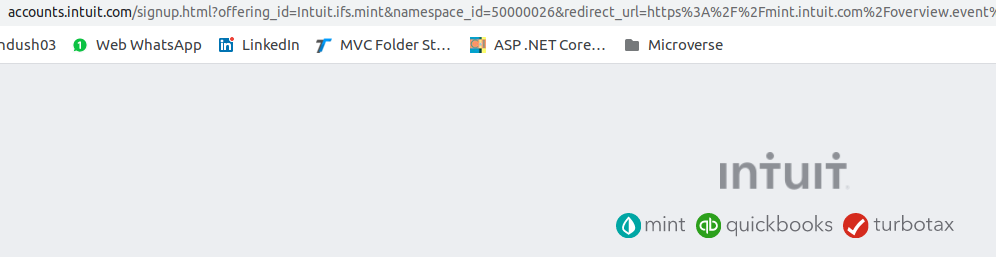 accounts.intuit.com/signup.html?offering_id=Intuit.ifs.mint&namespace_id=50000026&redirect_url=https%3A%2F%2Fmint.intuit.com%2Foverview.event%
ndush03 Web WhatsApp LinkedIn MVC Folder St... ASP .NET Core... Microverse
intuit
mint qb quickbooks turbotax